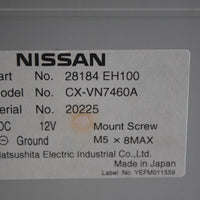 NISSAN
art No. 28184 EH100
odel No. CX-VN7460A
erial No. 20225
DC 12V Mount Screw
Ground M5 × 8MAX
atsushita Electric Industrial Co.,Ltd.
Made in Japan
Label No. YEFM011559